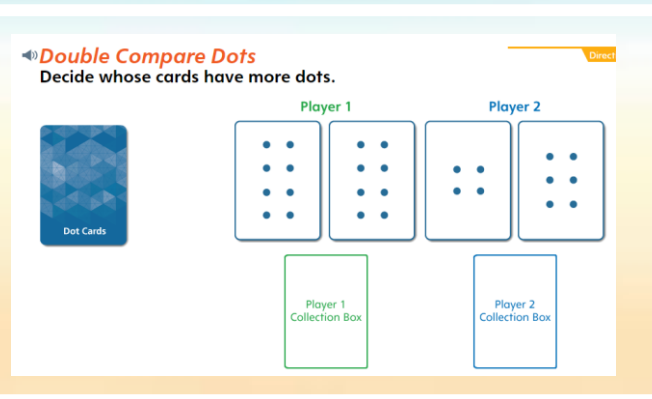 Double Compare Dots
Direct
Decide whose cards have more dots.
Player 1
Player 2
Dot Cards
Player 1
Collection Box
Player 2
Collection Box